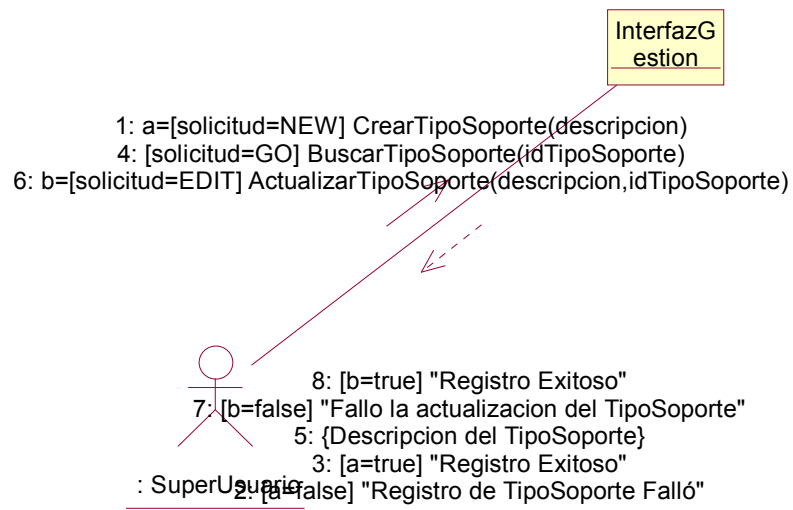 InterfazG
estion
1: a=[solicitud=NEW] CrearTipoSoporte(descripcion)
4: [solicitud=GO] BuscarTipoSoporte(idTipoSoporte)
6: b=[solicitud=EDIT] ActualizarTipoSoporte(descripcion,idTipoSoporte)
8: [b=true] "Registro Exitoso"
7: [b=false] "Fallo la actualizacion del TipoSoporte"
5: {Descripcion del TipoSoporte}
3: [a=true] "Registro Exitoso"
: SuperUsuario
2: [a=false] "Registro de TipoSoporte Falló"